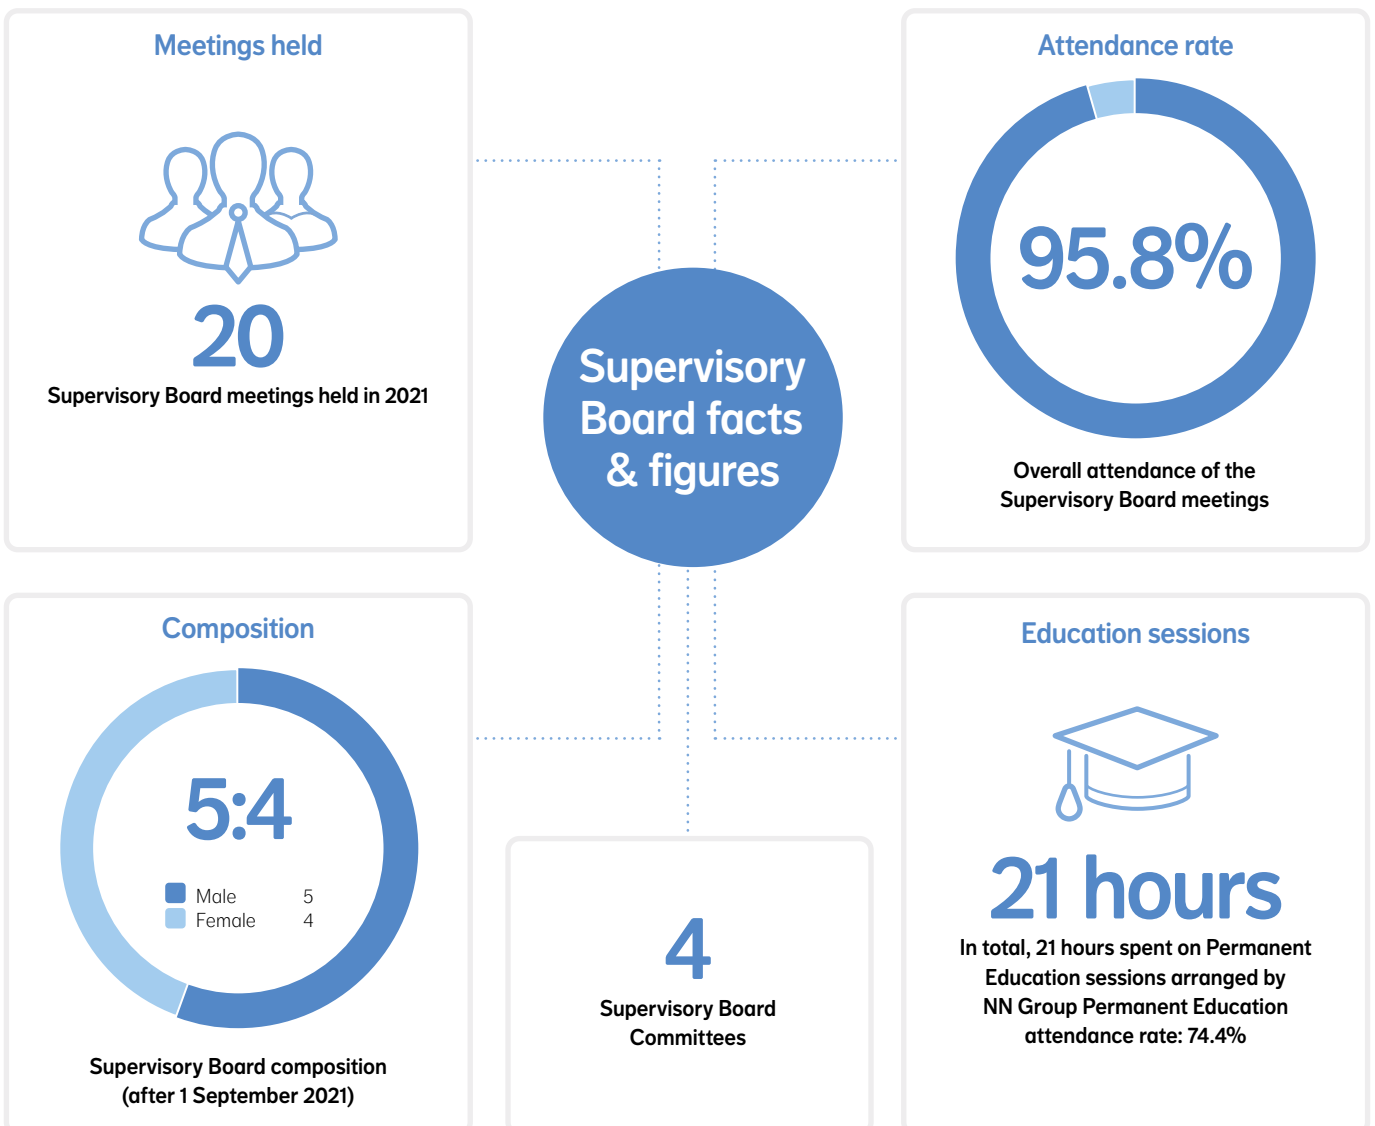 Meetings held
20
Supervisory Board meetings held in 2021
Attendance rate
95.8%
Overall attendance of the
Supervisory Board meetings
Supervisory
Board facts
& figures
Composition
5:4
Male 5
Female 4
Supervisory Board composition
(after 1 September 2021)
4
Supervisory Board
Committees
Education sessions
21 hours
In total, 21 hours spent on Permanent
Education sessions arranged by
NN Group Permanent Education
attendance rate: 74.4%